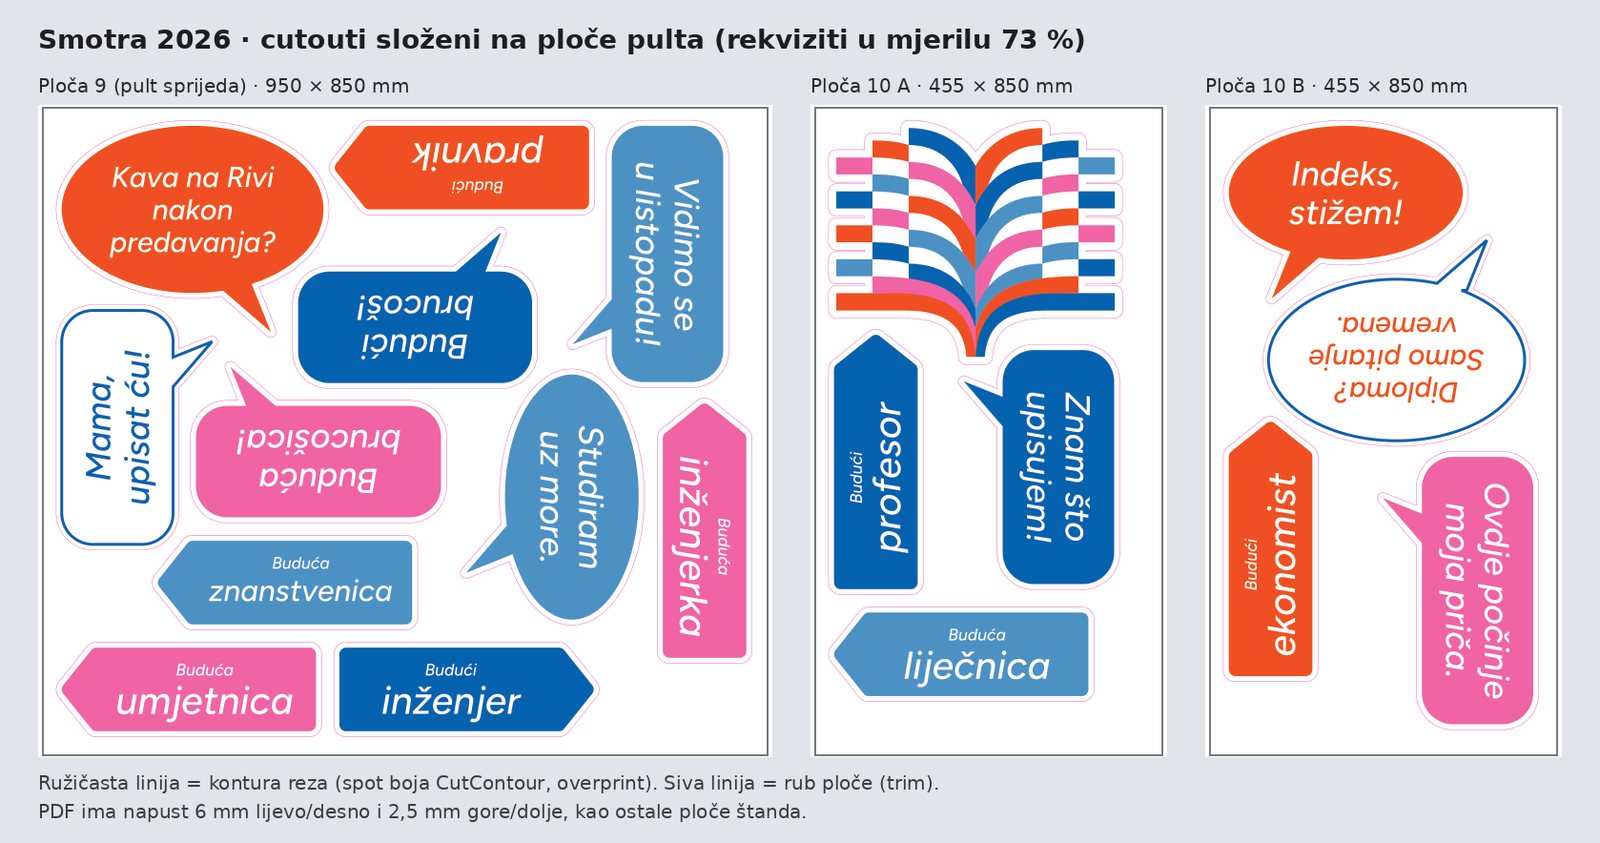 Smotra 2026 · cutouti složeni na ploče pulta (rekviziti u mjerilu 73 %)
Ploča 9 (pult sprijeda) · 950 × 850 mm
Kava na Rivi
nakon
predavanja?
Budući
pravnik
Vidimo se
u listopadu!
Budući
brucoš!
Mama,
upisat ću!
Buduća
brucošica!
Studiram
uz more.
Buduća
inženjerka
Buduća
znanstvenica
Buduća
umjetnica
Budući
inženjer
Ploča 10 A · 455 × 850 mm
Budući
profesor
Znam što
upisujem!
Buduća
liječnica
Ploča 10 B · 455 × 850 mm
Indeks,
stižem!
Diploma?
Samo pitanje
vremena.
Budući
ekonomist
Ovdje počinje
moja priča.
Ružičasta linija = kontura reza (spot boja CutContour, overprint). Siva linija = rub ploče (trim).
PDF ima napust 6 mm lijevo/desno i 2,5 mm gore/dolje, kao ostale ploče štanda.